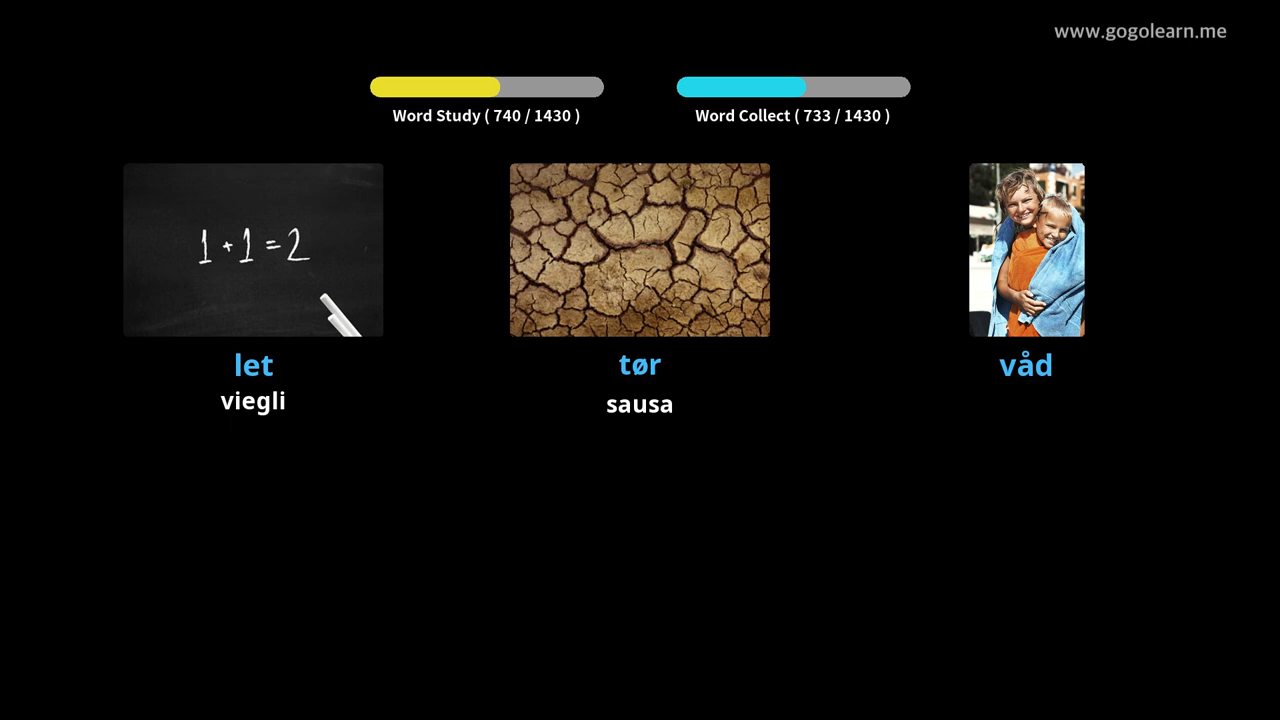 www.gogolearn.me
Word Study ( 740 / 1430 )
Word Collect ( 733 / 1430 )
1 + 1 = 2
let
tør
våd
viegli
sausa